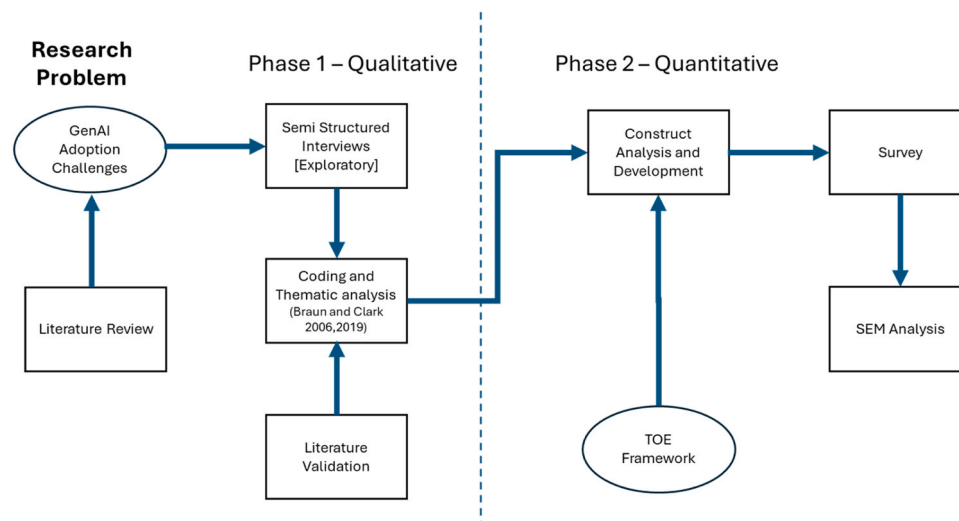 Research
Problem
GenAI
Adoption
Challenges
Literature Review
Phase 1 – Qualitative
Semi Structured
Interviews
[Exploratory]
Coding and
Thematic analysis
(Braun and Clark
2006,2019)
Literature
Validation
Phase 2 – Quantitative
Construct
Analysis and
Development
TOE
Framework
Survey
SEM Analysis